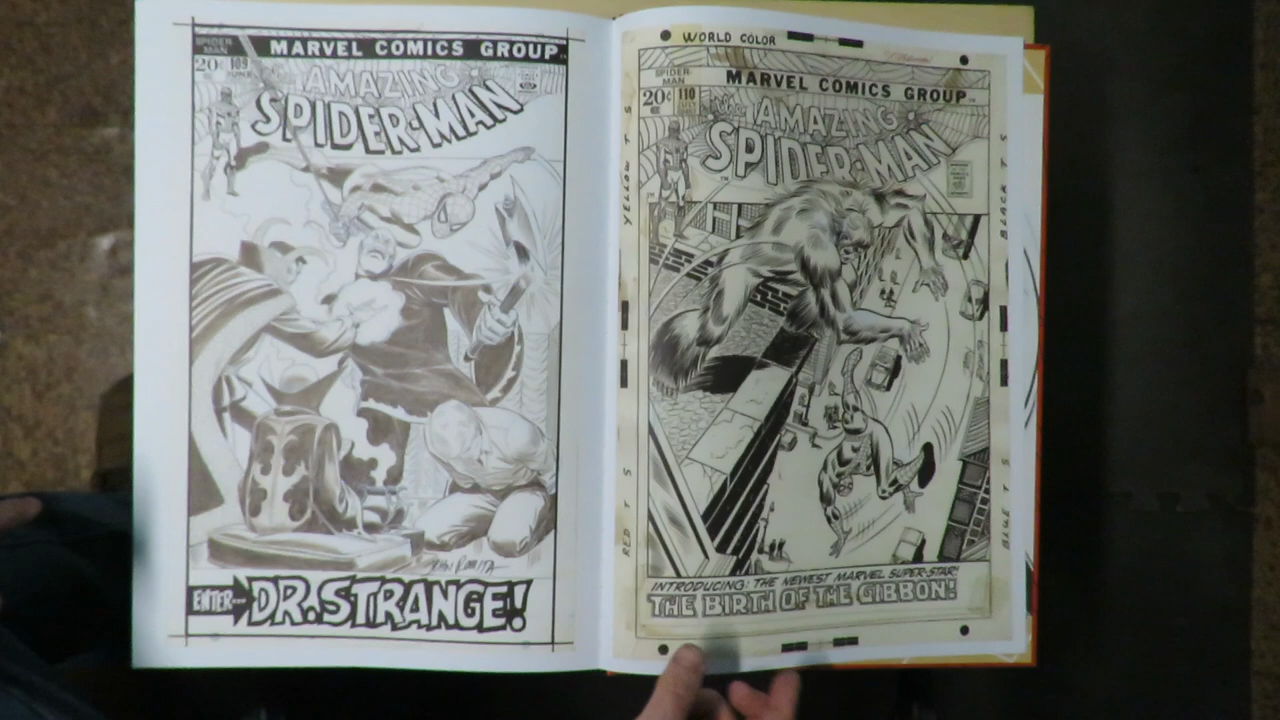 SPIDER-
MAN
MARVEL COMICS GROUP
20¢ 109
JUNE
AMAZING
SPIDER-MAN
JOHN ROMITA
ENTER--
DR. STRANGE!
WORLD COLOR
SPIDER-
MAN
MARVEL COMICS GROUP
20¢ 110
JULY
the AMAZING
SPIDER-MAN
YELLOW T S
RED T S
BLACK T S
BLUE T S
INTRODUCING: THE NEWEST MARVEL SUPER-STAR!
THE BIRTH OF THE GIBBON!